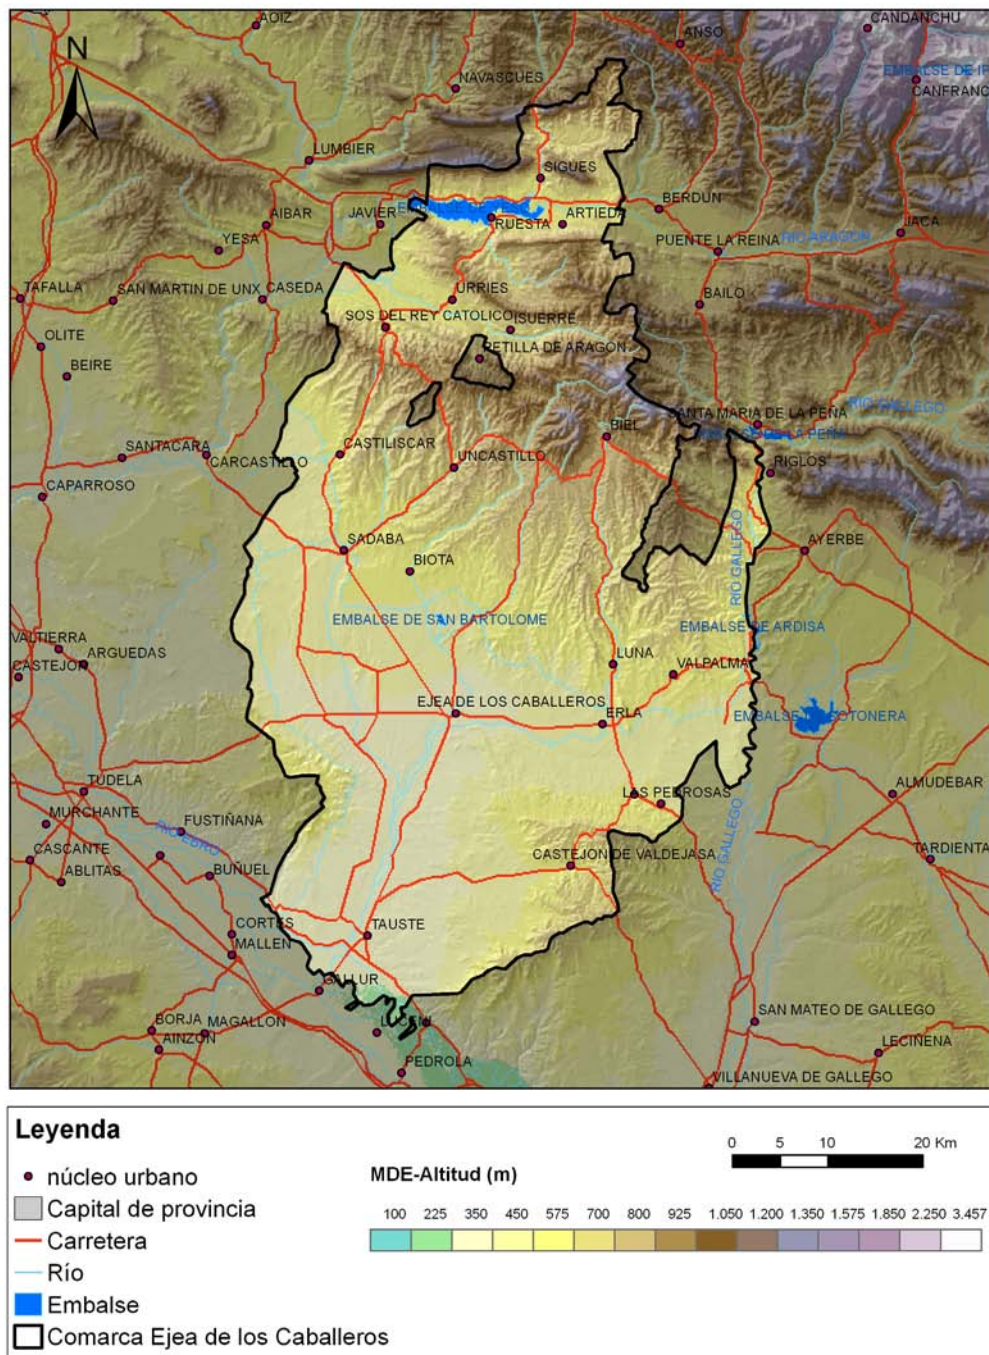 AOIZ
CANDANCHU
ANSO
N
EMBALSE DE IP
NAVASCUES
CANFRANC
LUMBIER
SIGUES
BERDUN
AIBAR
JAVIER
RUESTA
ARTIEDA
JACA
YESA
PUENTE LA REINA
RIO ARAGON
TAFALLA
SAN MARTIN DE UNX
CASEDA
URRIES
BAILO
SOS DEL REY CATOLICO
ISUERRE
OLITE
PETILLA DE ARAGON
BEIRE
RIO GALLEGO
SANTA MARIA DE LA PEÑA
BIEL
SANTACARA
CARCASTILLO
CASTILISCAR
UNCASTILLO
RIGLOS
CAPARROSO
SADABA
AYERBE
BIOTA
RIO GALLEGO
EMBALSE DE SAN BARTOLOME
EMBALSE DE ARDISA
VALTIERRA
ARGUEDAS
LUNA
VALPALMA
CASTEJON
EJEA DE LOS CABALLEROS
ERLA
TUDELA
LAS PEDROSAS
ALMUDEBAR
MURCHANTE
FUSTIÑANA
RIO EBRO
RIO GALLEGO
CASCANTE
CASTEJON DE VALDEJASA
TARDIENTA
ABLITAS
BUÑUEL
CORTES
TAUSTE
MALLEN
GALLUR
BORJA
MAGALLON
LUCENI
SAN MATEO DE GALLEGO
AINZON
LECIÑENA
PEDROLA
VILLANUEVA DE GALLEGO
Leyenda
núcleo urbano
Capital de provincia
Carretera
Río
Embalse
Comarca Ejea de los Caballeros
0 5 10 20 Km
MDE-Altitud (m)
100 225 350 450 575 700 800 925 1.050 1.200 1.350 1.575 1.850 2.250 3.457